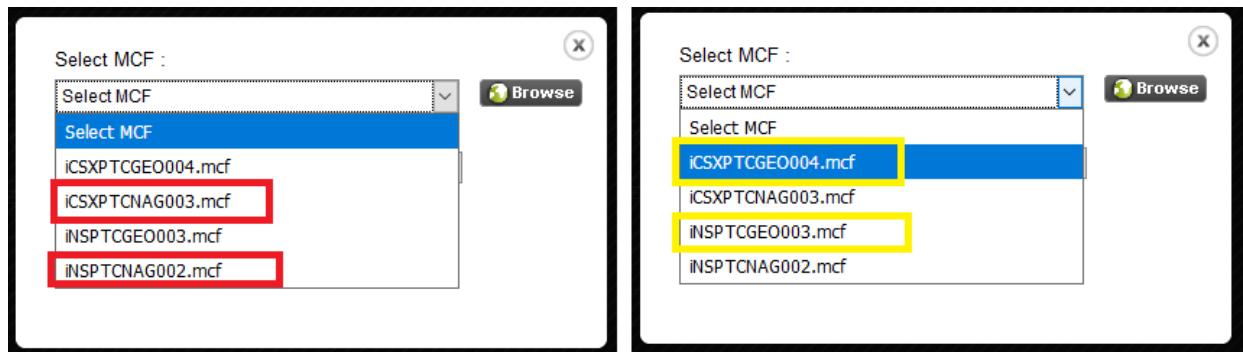 Select MCF :
Select MCF
Browse
Select MCF
iCSXPTCGEO004.mcf
iCSXPTCNAG003.mcf
iNSPTCGEO003.mcf
iNSPTCNAG002.mcf
x
Select MCF :
Select MCF
Browse
Select MCF
iCSXPTCGEO004.mcf
iCSXPTCNAG003.mcf
iNSPTCGEO003.mcf
iNSPTCNAG002.mcf
x